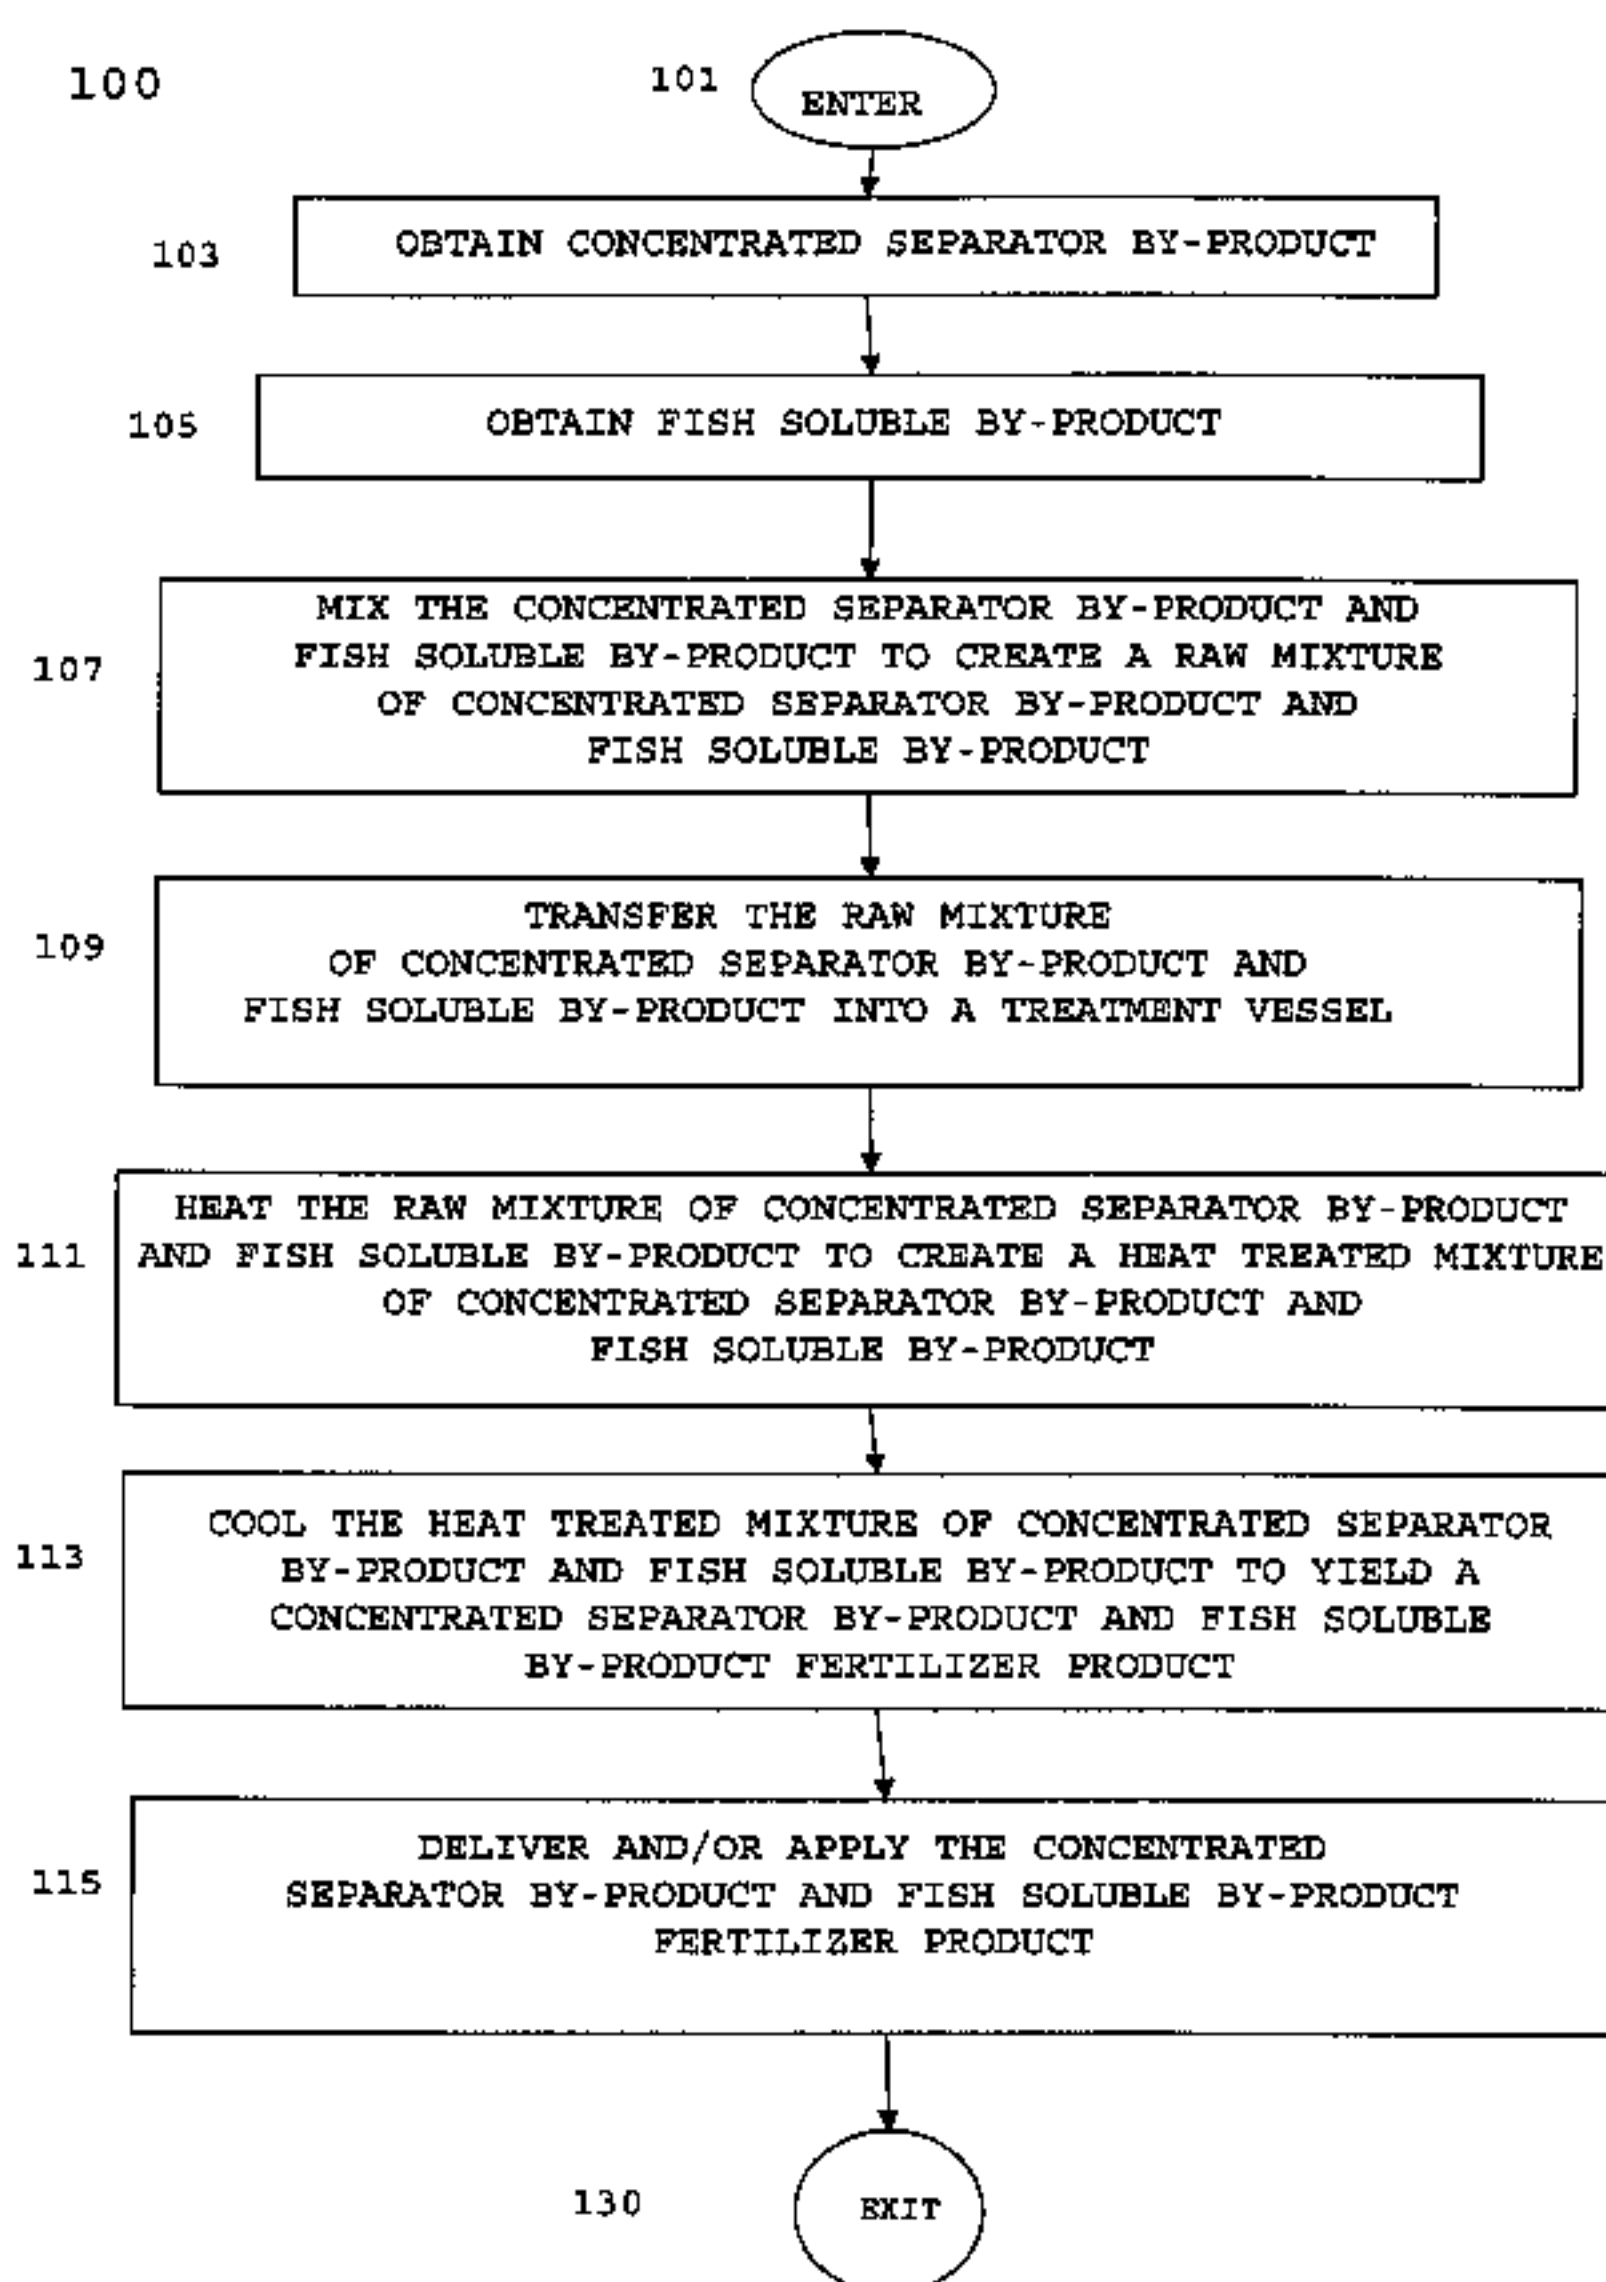 100
101
ENTER
103
OBTAIN CONCENTRATED SEPARATOR BY-PRODUCT
105
OBTAIN FISH SOLUBLE BY-PRODUCT
107
MIX THE CONCENTRATED SEPARATOR BY-PRODUCT AND
FISH SOLUBLE BY-PRODUCT TO CREATE A RAW MIXTURE
OF CONCENTRATED SEPARATOR BY-PRODUCT AND
FISH SOLUBLE BY-PRODUCT
109
TRANSFER THE RAW MIXTURE
OF CONCENTRATED SEPARATOR BY-PRODUCT AND
FISH SOLUBLE BY-PRODUCT INTO A TREATMENT VESSEL
111
HEAT THE RAW MIXTURE OF CONCENTRATED SEPARATOR BY-PRODUCT
AND FISH SOLUBLE BY-PRODUCT TO CREATE A HEAT TREATED MIXTURE
OF CONCENTRATED SEPARATOR BY-PRODUCT AND
FISH SOLUBLE BY-PRODUCT
113
COOL THE HEAT TREATED MIXTURE OF CONCENTRATED SEPARATOR
BY-PRODUCT AND FISH SOLUBLE BY-PRODUCT TO YIELD A
CONCENTRATED SEPARATOR BY-PRODUCT AND FISH SOLUBLE
BY-PRODUCT FERTILIZER PRODUCT
115
DELIVER AND/OR APPLY THE CONCENTRATED
SEPARATOR BY-PRODUCT AND FISH SOLUBLE BY-PRODUCT
FERTILIZER PRODUCT
130
EXIT